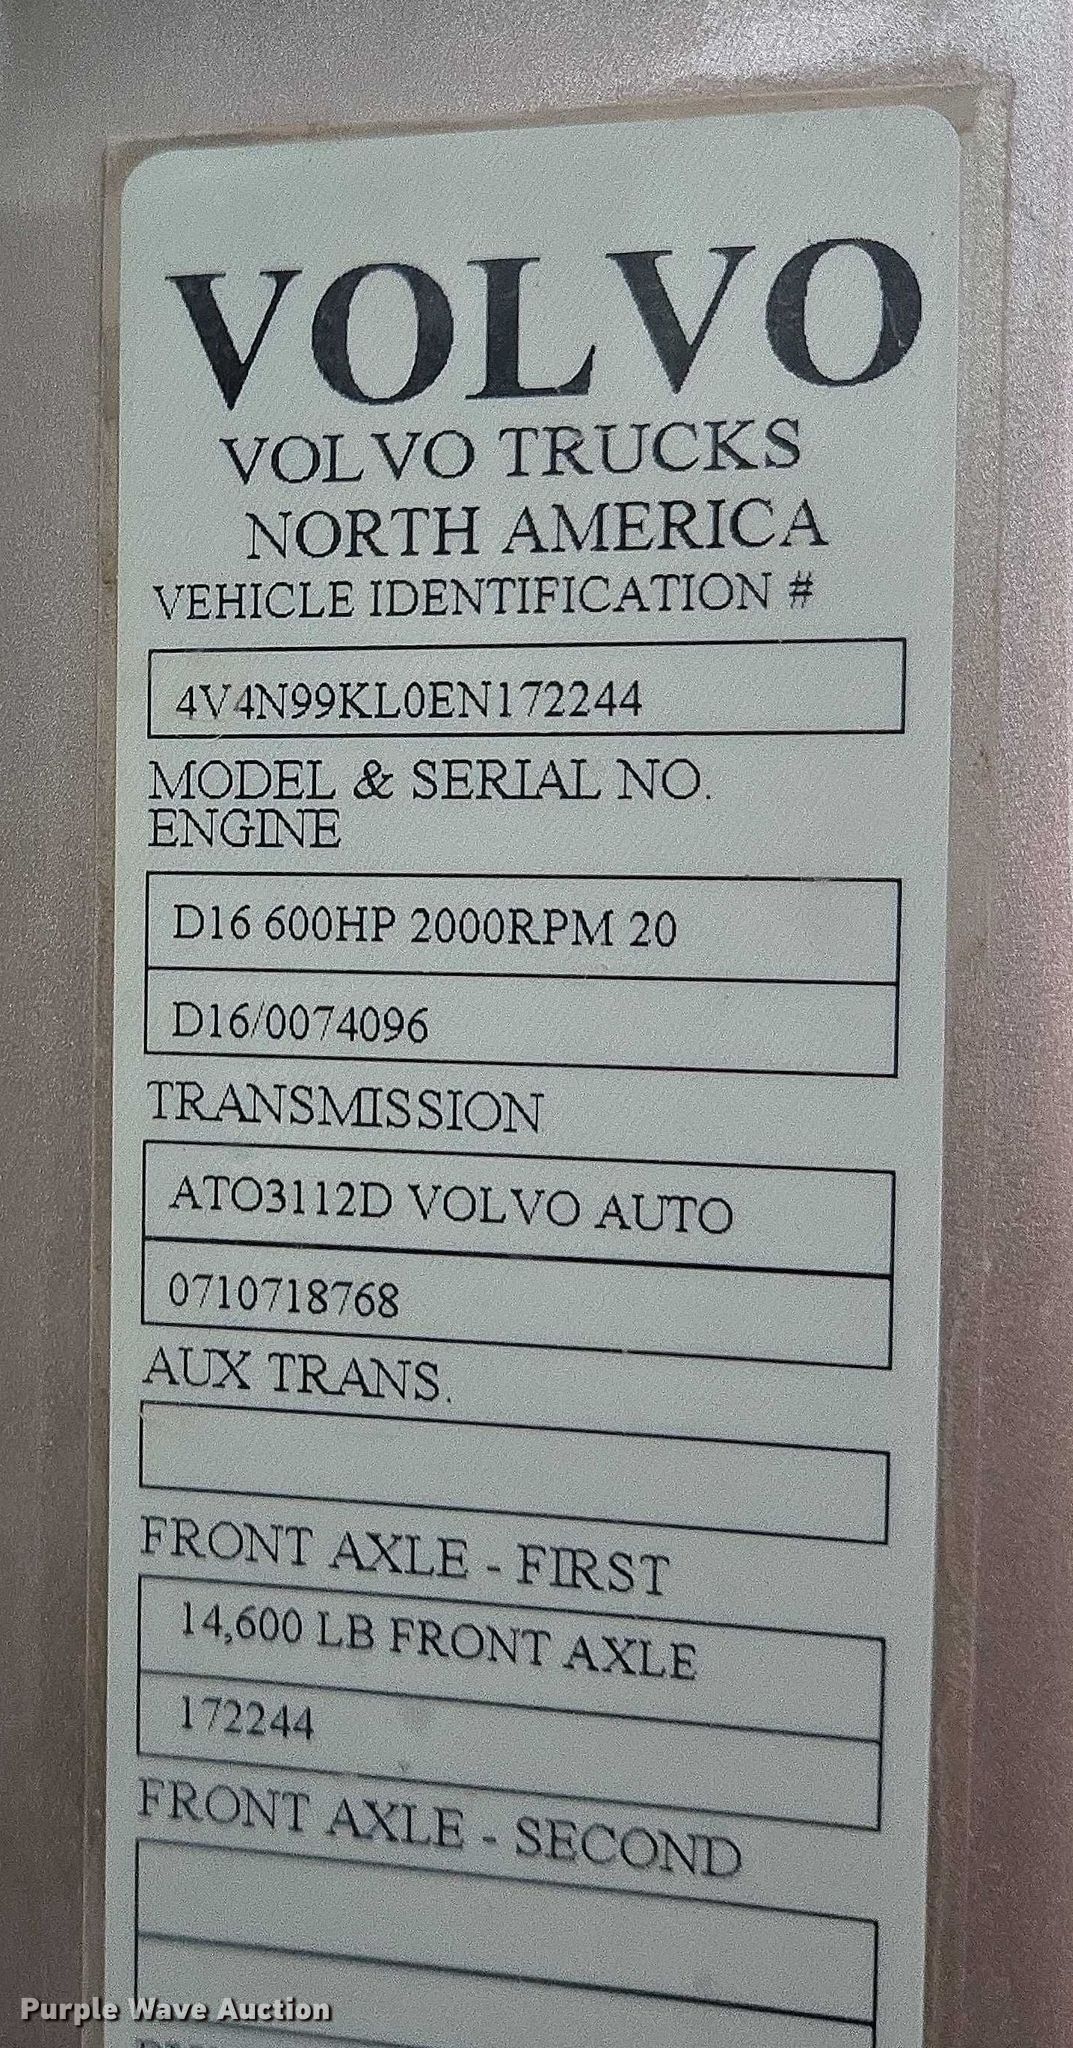 VOLVO
VOLVO TRUCKS
NORTH AMERICA
VEHICLE IDENTIFICATION #
4V4N99KL0EN172244
MODEL & SERIAL NO.
ENGINE
D16 600HP 2000RPM 20
D16/0074096
TRANSMISSION
ATO3112D VOLVO AUTO
0710718768
AUX TRANS.
FRONT AXLE - FIRST
14,600 LB FRONT AXLE
172244
FRONT AXLE - SECOND
Purple Wave Auction